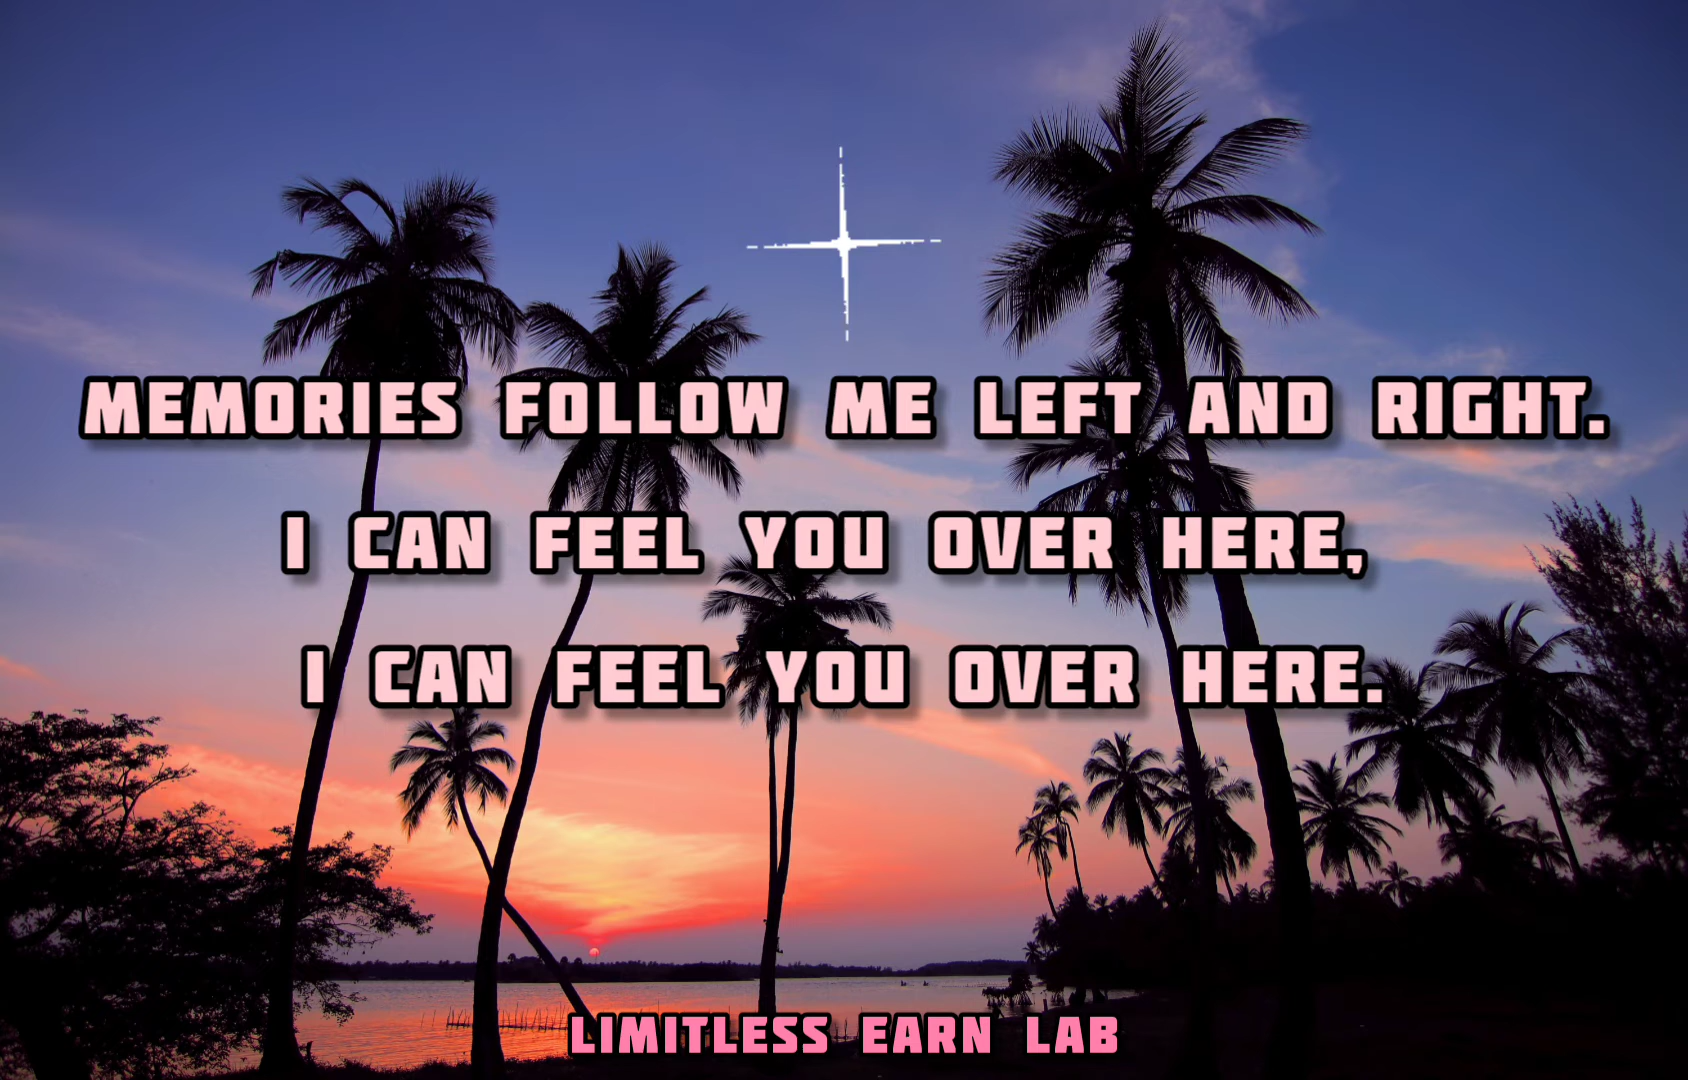 MEMORIES FOLLOW ME LEFT AND RIGHT.
I CAN FEEL YOU OVER HERE,
I CAN FEEL YOU OVER HERE.
LIMITLESS EARN LAB